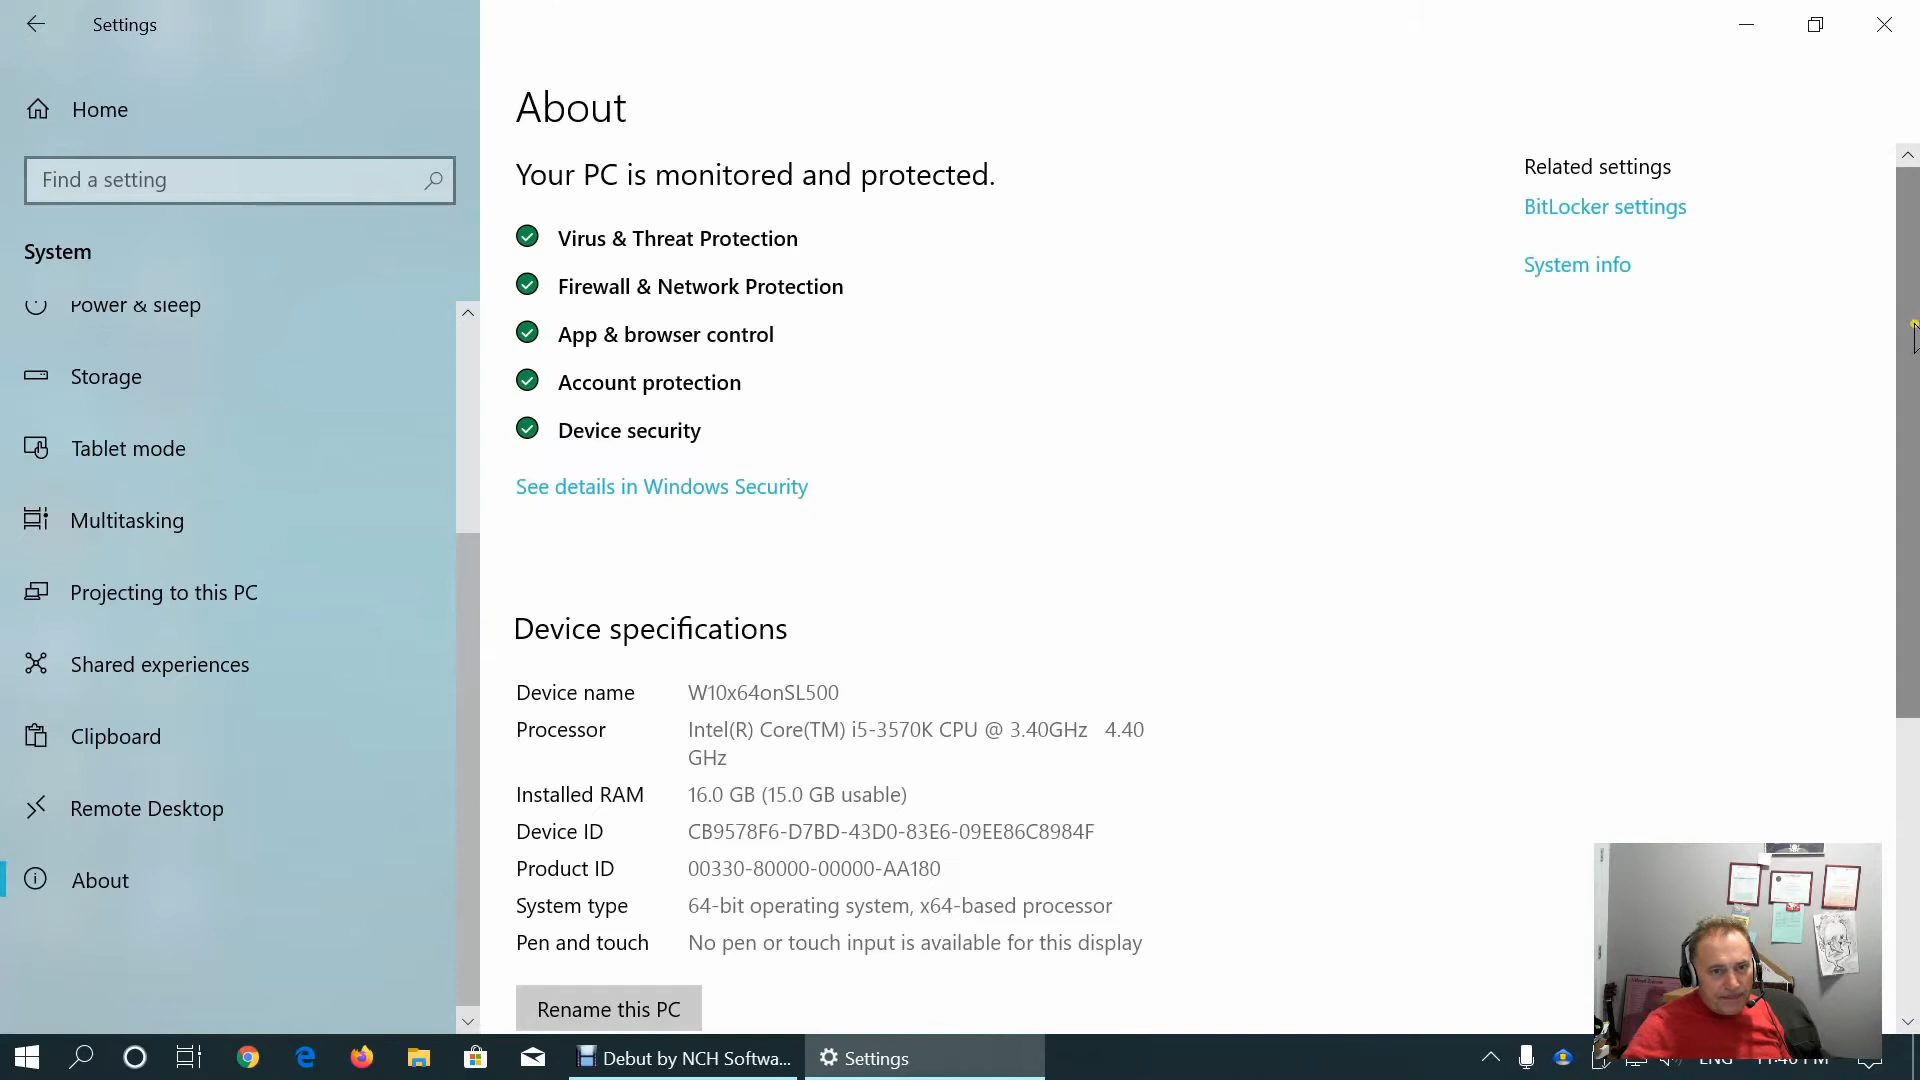 Settings
Home
Find a setting
System
Power & sleep
Storage
Tablet mode
Multitasking
Projecting to this PC
Shared experiences
Clipboard
Remote Desktop
About
About
Your PC is monitored and protected.
Virus & Threat Protection
Firewall & Network Protection
App & browser control
Account protection
Device security
See details in Windows Security
Related settings
BitLocker settings
System info
Device specifications
Device name W10x64onSL500
Processor Intel(R) Core(TM) i5-3570K CPU @ 3.40GHz 4.40
GHz
Installed RAM 16.0 GB (15.0 GB usable)
Device ID CB9578F6-D7BD-43D0-83E6-09EE86C8984F
Product ID 00330-80000-00000-AA180
System type 64-bit operating system, x64-based processor
Pen and touch No pen or touch input is available for this display
Rename this PC
Debut by NCH Softwa...
Settings
ENG